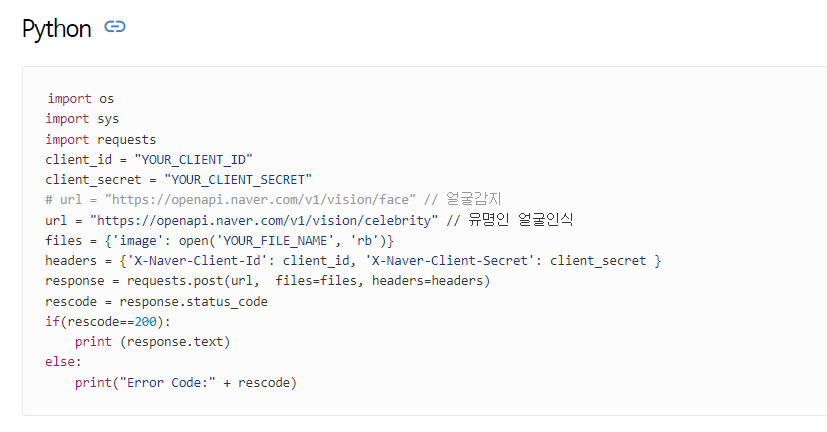 Python
import os
import sys
import requests
client_id = "YOUR_CLIENT_ID"
client_secret = "YOUR_CLIENT_SECRET"
# url = "https://openapi.naver.com/v1/vision/face" // 얼굴감지
url = "https://openapi.naver.com/v1/vision/celebrity" // 유명인 얼굴인식
files = {'image': open('YOUR_FILE_NAME', 'rb')}
headers = {'X-Naver-Client-Id': client_id, 'X-Naver-Client-Secret': client_secret }
response = requests.post(url,  files=files, headers=headers)
rescode = response.status_code
if(rescode==200):
    print (response.text)
else:
    print("Error Code:" + rescode)